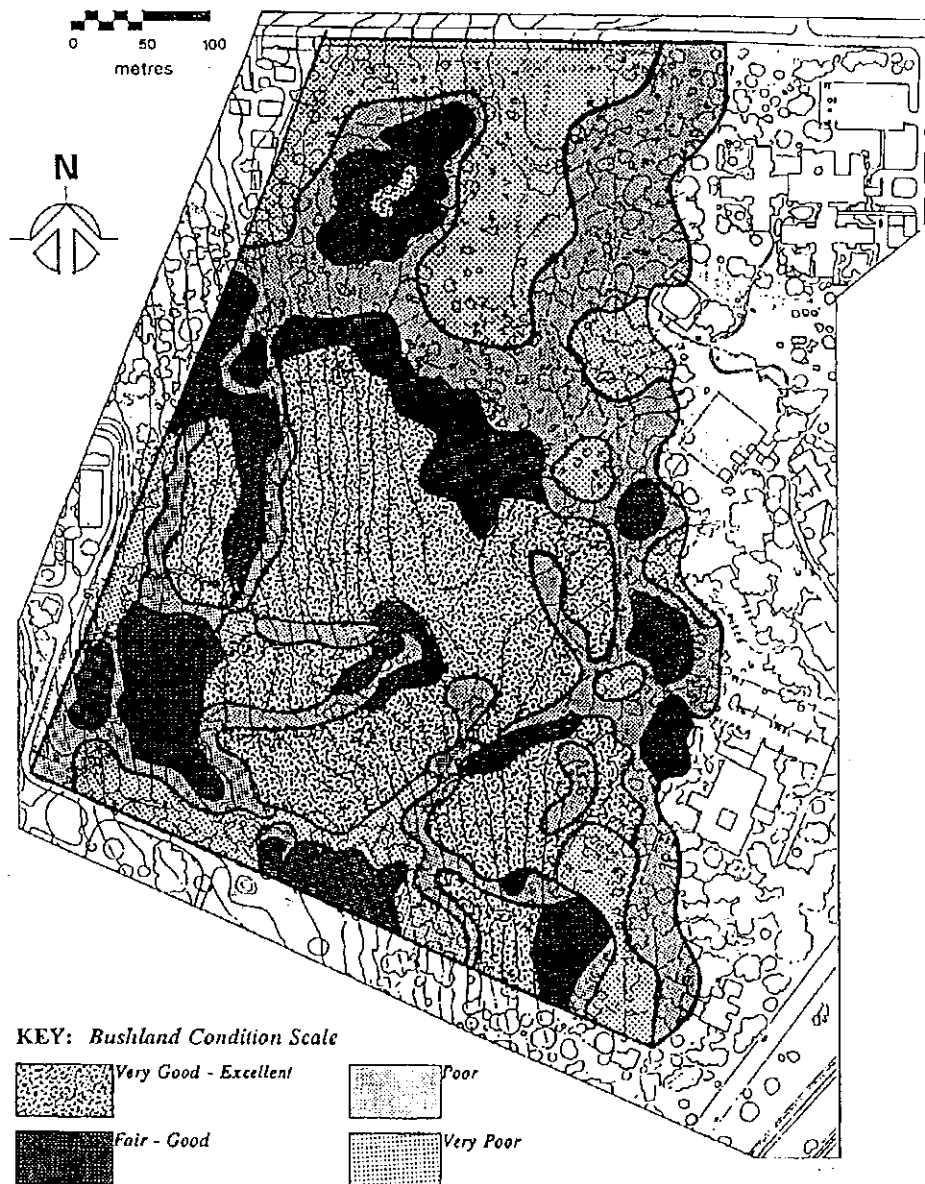 0 50 100
metres
N
KEY: Bushland Condition Scale
Very Good - Excellent
Poor
Fair - Good
Very Poor